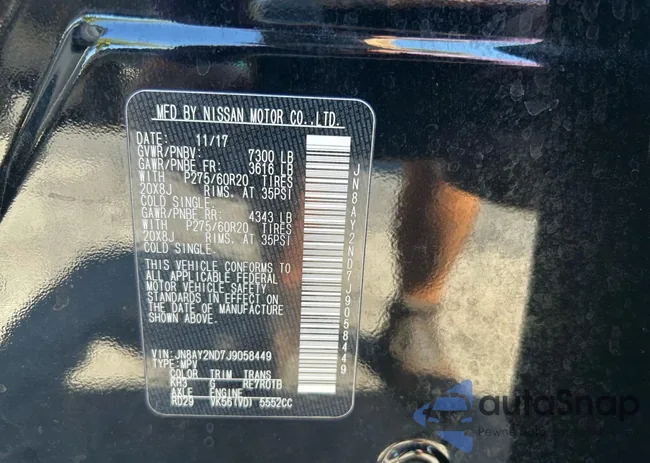 MFD BY NISSAN MOTOR CO.,LTD.
DATE: 11/17
GVWR/PNBV: 7300 LB
GAWR/PNBE FR: 3616 LB
WITH P275/60R20 TIRES
20X8J RIMS. AT 35PSI
COLD SINGLE.
GAWR/PNBE RR: 4343 LB
WITH P275/60R20 TIRES
20X8J RIMS. AT 35PSI
COLD SINGLE.
THIS VEHICLE CONFORMS TO
ALL APPLICABLE FEDERAL
MOTOR VEHICLE SAFETY
STANDARDS IN EFFECT ON
THE DATE OF MANUFACTURE
SHOWN ABOVE.
VIN: JN8AY2ND7J9058449
TYPE: MPV
COLOR TRIM TRANS
KH3 G RE7R01B
AXLE ENGINE
RD29 VK56(VD) 5552CC
JN8AY2ND7J9058449
autoSnap